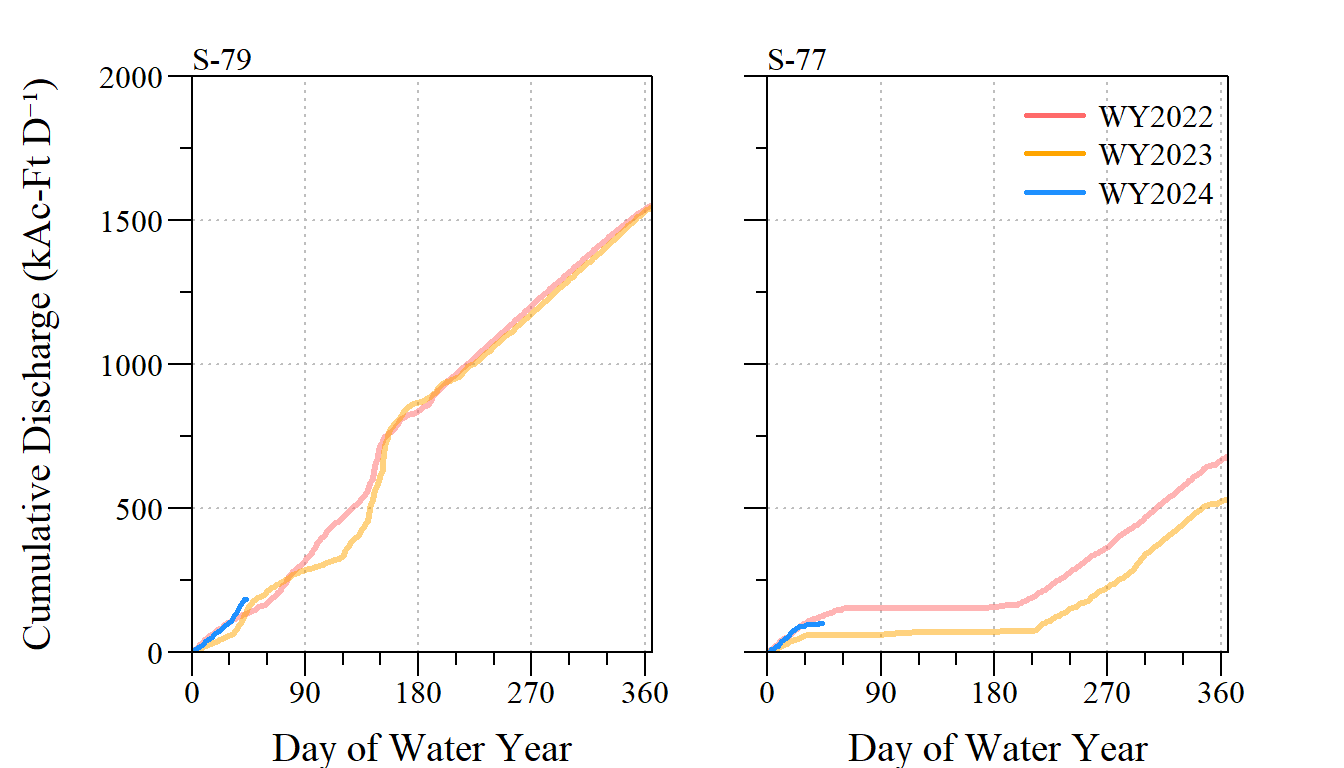 S-79
S-77
Cumulative Discharge (kAc-Ft D⁻¹)
2000
1500
1000
500
0
WY2022
WY2023
WY2024
0 90 180 270 360
0 90 180 270 360
Day of Water Year
Day of Water Year